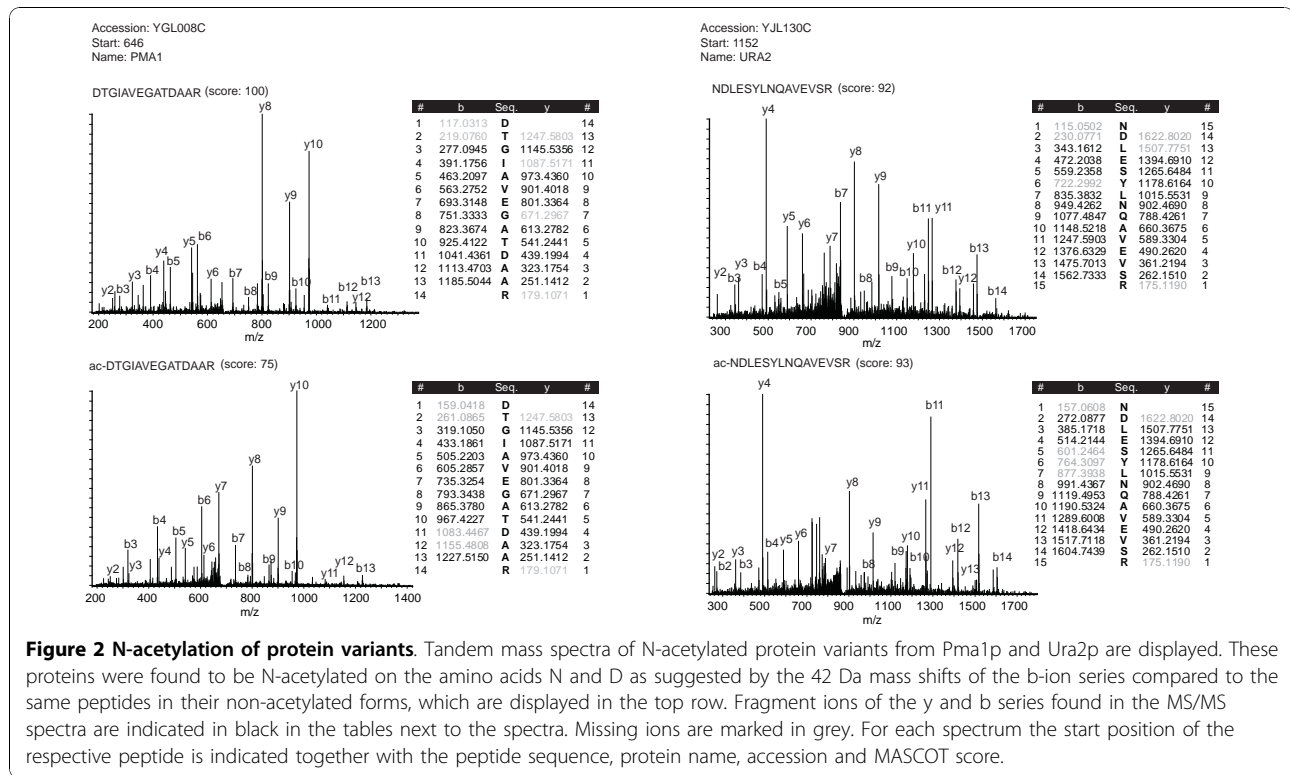 Accession: YGL008C
Start: 646
Name: PMA1
DTGIAVEGATDAAR (score: 100)
y8
y10
y9
y5 b6
y4
b5
b4
y3
y2 b3
y6
b7
b8
b9
b10
b11
b12
y12
b13
200 400 600 800 1000 1200
m/z
# b Seq. y #
1 117.0313 D 14
2 219.0760 T 1247.5803 13
3 277.0945 G 1145.5356 12
4 391.1756 I 1087.5171 11
5 463.2097 A 973.4360 10
6 563.2752 V 901.4018 9
7 693.3148 E 801.3364 8
8 751.3333 G 671.2967 7
9 823.3674 A 613.2782 6
10 925.4122 T 541.2441 5
11 1041.4361 D 439.1994 4
12 1113.4703 A 323.1754 3
13 1185.5044 A 251.1412 2
14 R 179.1071 1
Accession: YJL130C
Start: 1152
Name: URA2
NDLESYLNQAVEVSR (score: 92)
y4
y8
y9
b7
b11 y11
y5
y6
y7
y10
b13
y3
y2 b3
b4
b5
b8
b9
b10
b12
y12
b14
300 500 700 900 1100 1300 1500 1700
m/z
# b Seq. y #
1 115.0502 N 15
2 230.0771 D 1622.8020 14
3 343.1612 L 1507.7751 13
4 472.2038 E 1394.6910 12
5 559.2358 S 1265.6484 11
6 722.2992 Y 1178.6164 10
7 835.3832 L 1015.5531 9
8 949.4262 N 902.4690 8
9 1077.4847 Q 788.4261 7
10 1148.5218 A 660.3675 6
11 1247.5903 V 589.3304 5
12 1376.6329 E 490.2620 4
13 1475.7013 V 361.2194 3
14 1562.7333 S 262.1510 2
15 R 175.1190 1
ac-DTGIAVEGATDAAR (score: 75)
y10
y8
y7
b6
y9
b4
b5
y5
b3
y4
y6
b7
y3
y2
b8
b9
b10
y11
y12
b13
200 400 600 800 1000 1200 1400
m/z
# b Seq. y #
1 159.0418 D 14
2 261.0865 T 1247.5803 13
3 319.1050 G 1145.5356 12
4 433.1861 I 1087.5171 11
5 505.2203 A 973.4360 10
6 605.2857 V 901.4018 9
7 735.3254 E 801.3364 8
8 793.3438 G 671.2967 7
9 865.3780 A 613.2782 6
10 967.4227 T 541.2441 5
11 1083.4467 D 439.1994 4
12 1155.4808 A 323.1754 3
13 1227.5150 A 251.1412 2
14 R 179.1071 1
ac-NDLESYLNQAVEVSR (score: 93)
y4
b11
y8
y11
b13
y9
b12
y10
b4 y5 y6
y7
y2 y3
b2 b3
b8
b9
b10
y12
y13
b14
300 500 700 900 1100 1300 1500 1700
m/z
# b Seq. y #
1 157.0608 N 15
2 272.0877 D 1622.8020 14
3 385.1718 L 1507.7751 13
4 514.2144 E 1394.6910 12
5 601.2464 S 1265.6484 11
6 764.3097 Y 1178.6164 10
7 877.3938 L 1015.5531 9
8 991.4367 N 902.4690 8
9 1119.4953 Q 788.4261 7
10 1190.5324 A 660.3675 6
11 1289.6008 V 589.3304 5
12 1418.6434 E 490.2620 4
13 1517.7118 V 361.2194 3
14 1604.7439 S 262.1510 2
15 R 175.1190 1
Figure 2 N-acetylation of protein variants. Tandem mass spectra of N-acetylated protein variants from Pma1p and Ura2p are displayed. These
proteins were found to be N-acetylated on the amino acids N and D as suggested by the 42 Da mass shifts of the b-ion series compared to the
same peptides in their non-acetylated forms, which are displayed in the top row. Fragment ions of the y and b series found in the MS/MS
spectra are indicated in black in the tables next to the spectra. Missing ions are marked in grey. For each spectrum the start position of the
respective peptide is indicated together with the peptide sequence, protein name, accession and MASCOT score.